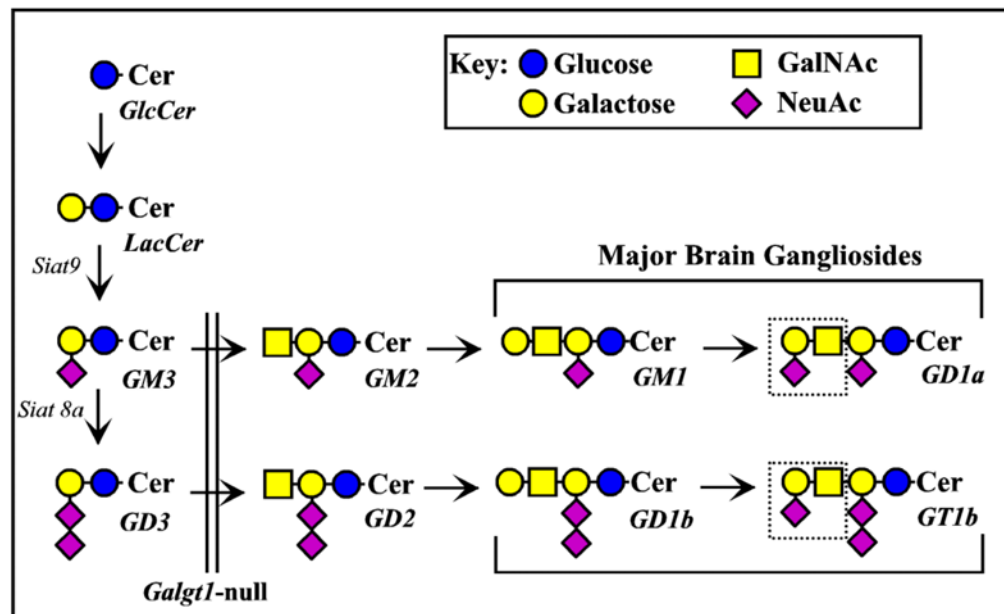 Key: Glucose GalNAc
Galactose NeuAc
Cer
GlcCer
Cer
LacCer
Siat9
Major Brain Gangliosides
Cer Cer Cer Cer
GM3 GM2 GM1 GD1a
Siat 8a
Cer Cer Cer Cer
GD3 GD2 GD1b GT1b
Galgt1-null